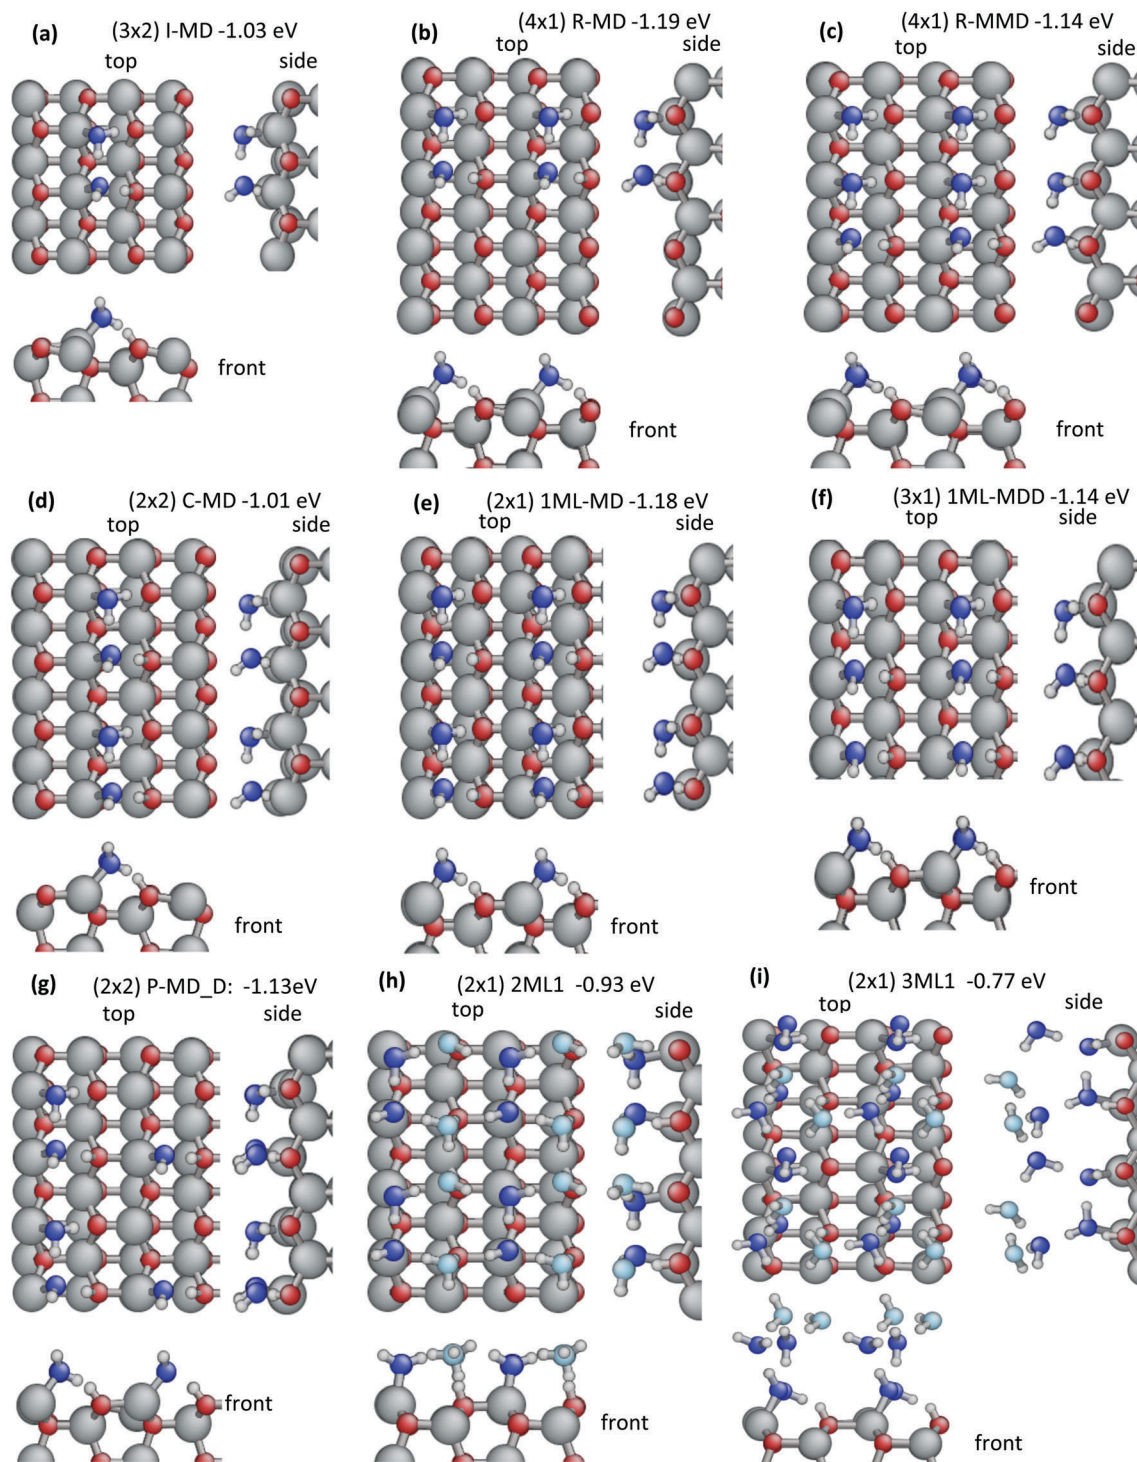 (a)
(3x2) I-MD -1.03 eV
top
side
front
(b)
(4x1) R-MD -1.19 eV
top
side
front
(c)
(4x1) R-MMD -1.14 eV
top
side
front
(d)
(2x2) C-MD -1.01 eV
top
side
front
(e)
(2x1) 1ML-MD -1.18 eV
top
side
front
(f)
(3x1) 1ML-MDD -1.14 eV
top
side
front
(g)
(2x2) P-MD_D: -1.13eV
top
side
front
(h)
(2x1) 2ML1 -0.93 eV
top
side
front
(i)
(2x1) 3ML1 -0.77 eV
top
side
front